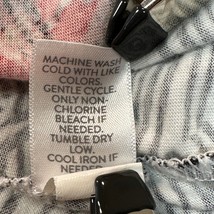 MACHINE WASH
COLD WITH LIKE
COLORS.
GENTLE CYCLE.
ONLY NON-
CHLORINE
BLEACH IF
NEEDED.
TUMBLE DRY
LOW.
COOL IRON IF
NEEDED